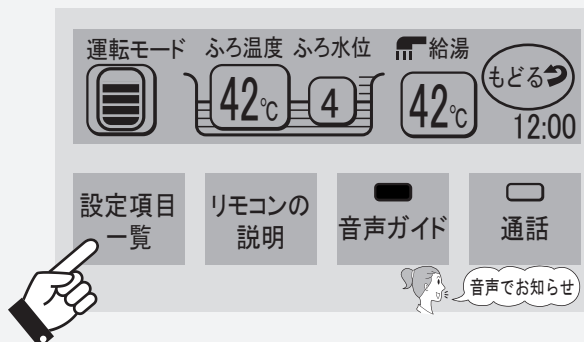 運転モード ふろ温度 ふろ水位 給湯
42℃ 4 42℃ もどる
12:00
設定項目
一覧
リモコンの
説明
音声ガイド
通話
音声でお知らせ